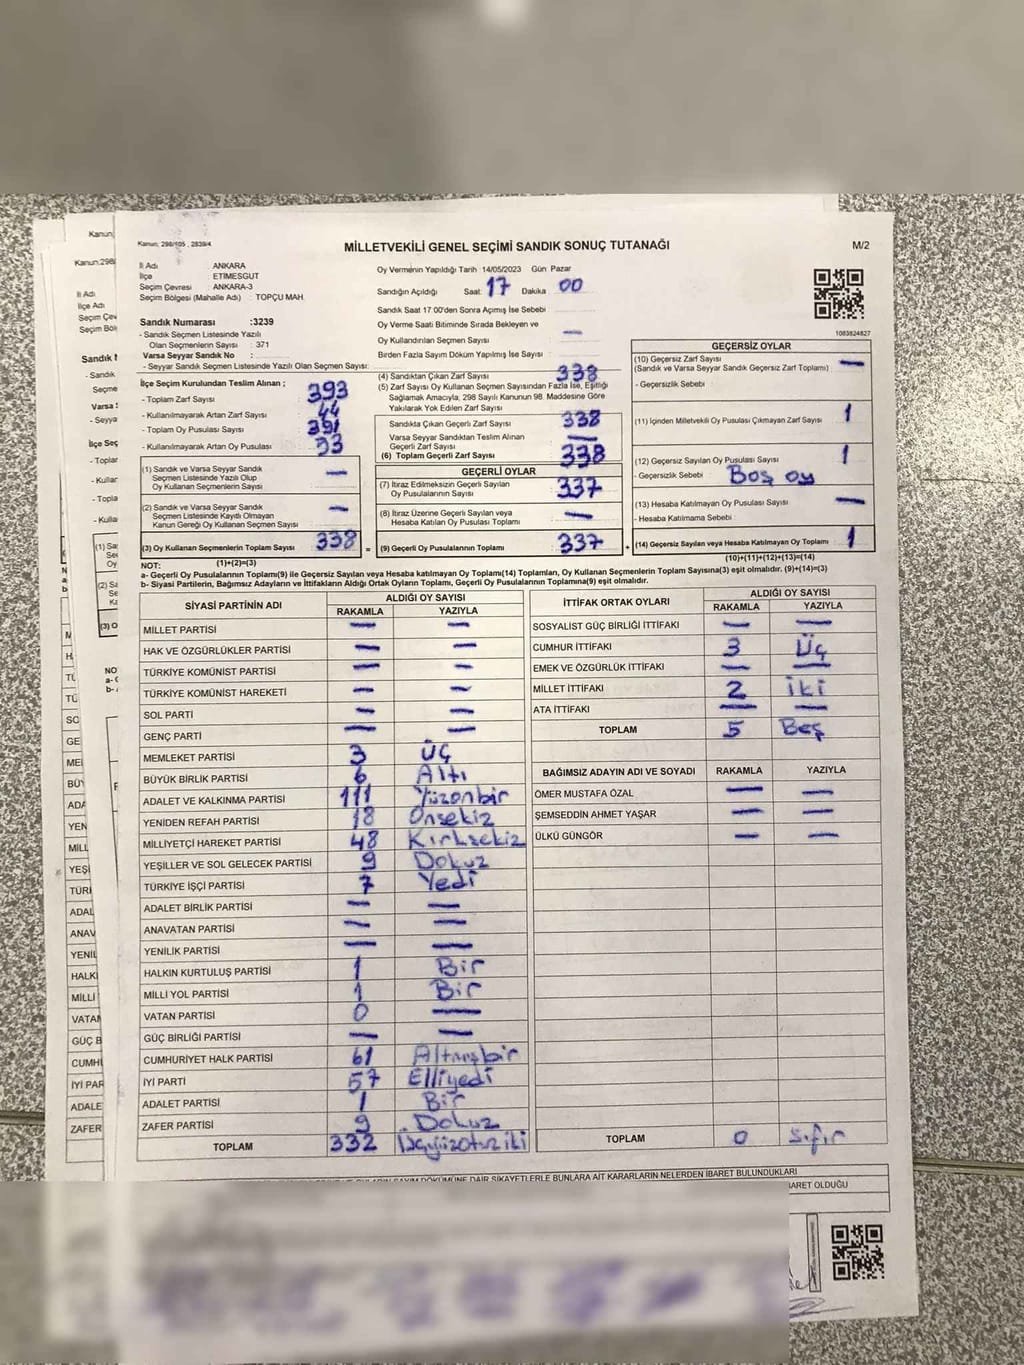 Kanun; 298/105 , 2839/4
MİLLETVEKİLİ GENEL SEÇİMİ SANDIK SONUÇ TUTANAĞI
M/2
İl Adı ANKARA
İlçe ETIMESGUT
Seçim Çevresi ANKARA-3
Seçim Bölgesi (Mahalle Adı) TOPÇU MAH.
Oy Verminin Yapıldığı Tarih 14/05/2023 Gün Pazar
Sandığın Açıldığı Saat: 17 Dakika 00
Sandık Saat 17.00'den Sonra Açımış İse Sebebi
Oy Verme Saati Bitiminde Sırada Bekleyen ve
Oy Kullandırılan Seçmen Sayısı —
Birden Fazla Sayım Döküm Yapılmış İse Sayısı
1083824827
Sandık Numarası :3239
- Sandık Seçmen Listesinde Yazılı
Olan Seçmenlerin Sayısı : 371
Varsa Seyyar Sandık No :
- Seyyar Sandık Seçmen Listesinde Yazılı Olan Seçmen Sayısı:
İlçe Seçim Kurulundan Teslim Alınan ;
- Toplam Zarf Sayısı 393
- Kullanılmayarak Artan Zarf Sayısı 44
- Toplam Oy Pusulası Sayısı 391
- Kullanılmayarak Artan Oy Pusulası 53
(1) Sandık ve Varsa Seyyar Sandık
Seçmen Listesinde Yazılı Olup
Oy Kullanan Seçmenlerin Sayısı —
(2) Sandık ve Varsa Seyyar Sandık
Seçmen Listesinde Kayıtlı Olmayan
Kanun Gereği Oy Kullanan Seçmen Sayısı —
(3) Oy Kullanan Seçmenlerin Toplam Sayısı 338 =
(1)+(2)=(3)
(4) Sandıktan Çıkan Zarf Sayısı 338
(5) Zarf Sayısı Oy Kullanan Seçmen Sayısından Fazla İse, Eşitliği
Sağlamak Amacıyla, 298 Sayılı Kanunun 98. Maddesine Göre
Yakılarak Yok Edilen Zarf Sayısı
Sandıkta Çıkan Geçerli Zarf Sayısı 338
Varsa Seyyar Sandıktan Teslim Alınan
Geçerli Zarf Sayısı —
(6) Toplam Geçerli Zarf Sayısı 338
GEÇERLİ OYLAR
(7) İtiraz Edilmeksizin Geçerli Sayılan
Oy Pusulalarının Sayısı 337
(8) İtiraz Üzerine Geçerli Sayılan veya
Hesaba Katılan Oy Pusulası Toplamı —
(9) Geçerli Oy Pusulalarının Toplamı 337 +
GEÇERSİZ OYLAR
(10) Geçersiz Zarf Sayısı
(Sandık ve Varsa Seyyar Sandık Geçersiz Zarf Toplamı) —
- Geçersizlik Sebebi
(11) İçinden Milletvekili Oy Pusulası Çıkmayan Zarf Sayısı 1
(12) Geçersiz Sayılan Oy Pusulası Sayısı 1
- Geçersizlik Sebebi Boş oy
(13) Hesaba Katılmayan Oy Pusulası Sayısı —
- Hesaba Katılmama Sebebi
(14) Geçersiz Sayılan veya Hesaba Katılmayan Oy Toplamı 1
(10)+(11)+(12)+(13)=(14)
NOT:
a- Geçerli Oy Pusulalarının Toplamı(9) ile Geçersiz Sayılan veya Hesaba katılmayan Oy Toplamı(14) Toplamları, Oy Kullanan Seçmenlerin Toplam Sayısına(3) eşit olmalıdır. (9)+(14)=(3)
b- Siyasi Partilerin, Bağımsız Adayların ve İttifakların Aldığı Ortak Oyların Toplamı, Geçerli Oy Pusulalarının Toplamına(9) eşit olmalıdır.
SİYASİ PARTİNİN ADI ALDIĞI OY SAYISI
RAKAMLA YAZIYLA
MİLLET PARTİSİ — —
HAK VE ÖZGÜRLÜKLER PARTİSİ — —
TÜRKİYE KOMÜNİST PARTİSİ — —
TÜRKİYE KOMÜNİST HAREKETİ — —
SOL PARTİ — —
GENÇ PARTİ — —
MEMLEKET PARTİSİ 3 Üç
BÜYÜK BİRLİK PARTİSİ 6 Altı
ADALET VE KALKINMA PARTİSİ 111 Yüzonbir
YENİDEN REFAH PARTİSİ 18 Onsekiz
MİLLİYETÇİ HAREKET PARTİSİ 48 Kırksekiz
YEŞİLLER VE SOL GELECEK PARTİSİ 9 Dokuz
TÜRKİYE İŞÇİ PARTİSİ 7 Yedi
ADALET BİRLİK PARTİSİ — —
ANAVATAN PARTİSİ — —
YENİLİK PARTİSİ — —
HALKIN KURTULUŞ PARTİSİ 1 Bir
MİLLİ YOL PARTİSİ 1 Bir
VATAN PARTİSİ 0 —
GÜÇ BİRLİĞİ PARTİSİ — —
CUMHURİYET HALK PARTİSİ 61 Altmışbir
İYİ PARTİ 57 Elliyedi
ADALET PARTİSİ 1 Bir
ZAFER PARTİSİ 9 Dokuz
TOPLAM 332 Üçyüzotuziki
İTTİFAK ORTAK OYLARI ALDIĞI OY SAYISI
RAKAMLA YAZIYLA
SOSYALİST GÜÇ BİRLİĞİ İTTİFAKI — —
CUMHUR İTTİFAKI 3 Üç
EMEK VE ÖZGÜRLÜK İTTİFAKI — —
MİLLET İTTİFAKI 2 İki
ATA İTTİFAKI — —
TOPLAM 5 Beş
BAĞIMSIZ ADAYIN ADI VE SOYADI RAKAMLA YAZIYLA
ÖMER MUSTAFA ÖZAL — —
ŞEMSEDDİN AHMET YAŞAR — —
ÜLKÜ GÜNGÖR — —
TOPLAM 0 sıfır
DÖKÜMÜNE DAİR ŞİKAYETLERLE BUNLARA AİT KARARLARIN NELERDEN İBARET BULUNDUKLARI
İBARET OLDUĞU